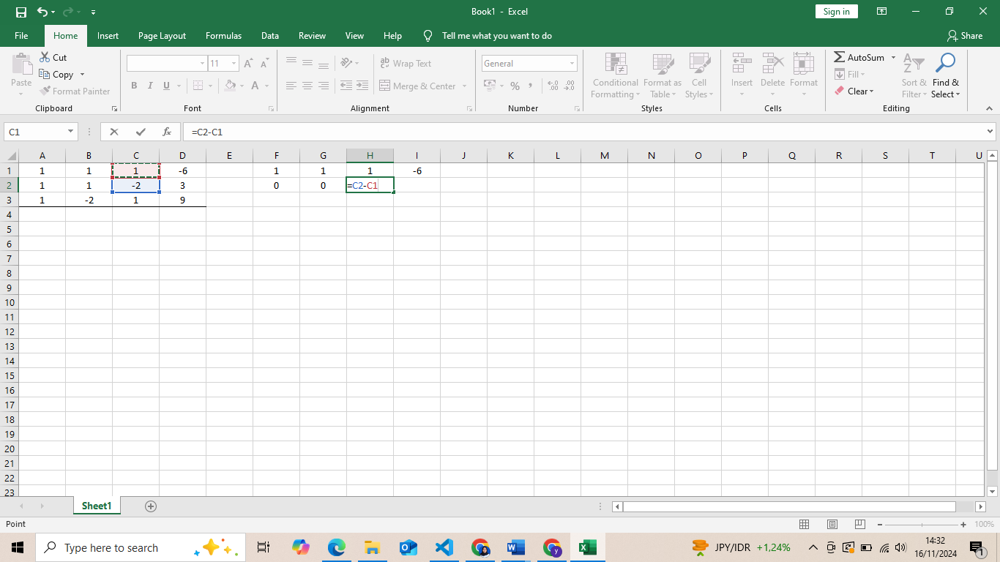 Book1 - Excel
Sign in
File Home Insert Page Layout Formulas Data Review View Help Tell me what you want to do Share
Paste
Cut
Copy
Format Painter
Clipboard
11
B I U
A
Font
Wrap Text
Merge & Center
Alignment
General
%
Number
Conditional Formatting
Format as Table
Cell Styles
Styles
Insert
Delete
Format
Cells
AutoSum
Fill
Clear
Sort & Filter
Find & Select
Editing
C1 fx =C2-C1
A B C D E F G H I J K L M N O P Q R S T U
1 1 1 1 -6 1 1 1 -6
2 1 1 -2 3 0 0 =C2-C1
3 1 -2 1 9
4
5
6
7
8
9
10
11
12
13
14
15
16
17
18
19
20
21
22
23
Sheet1
Point 100%
Type here to search
JPY/IDR +1,24%
14:32
16/11/2024
1